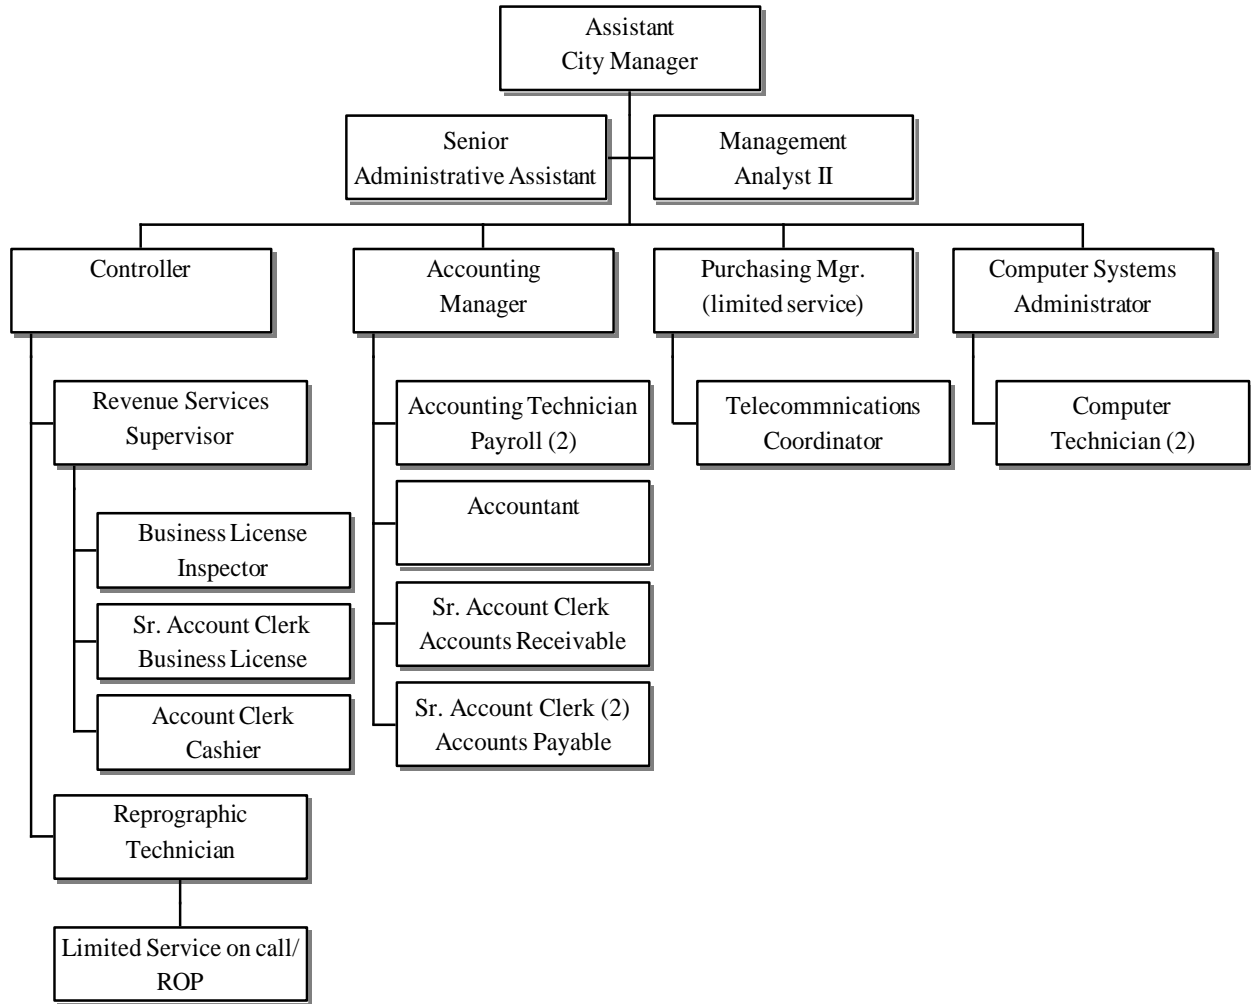 Assistant
City Manager
Senior
Administrative Assistant
Management
Analyst II
Controller
Accounting
Manager
Purchasing Mgr.
(limited service)
Computer Systems
Administrator
Revenue Services
Supervisor
Accounting Technician
Payroll (2)
Telecommnications
Coordinator
Computer
Technician (2)
Business License
Inspector
Accountant
Sr. Account Clerk
Business License
Sr. Account Clerk
Accounts Receivable
Account Clerk
Cashier
Sr. Account Clerk (2)
Accounts Payable
Reprographic
Technician
Limited Service on call/
ROP